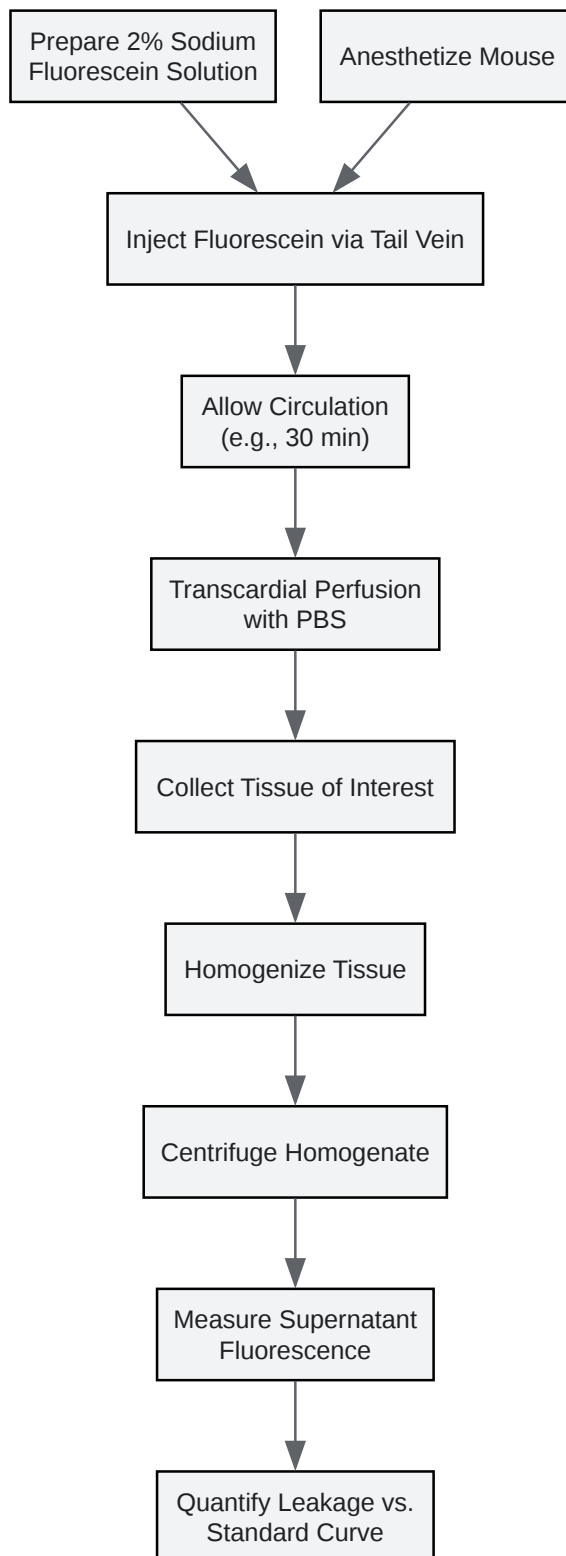 Prepare 2% Sodium
Fluorescein Solution
Anesthetize Mouse
Inject Fluorescein via Tail Vein
Allow Circulation
(e.g., 30 min)
Transcardial Perfusion
with PBS
Collect Tissue of Interest
Homogenize Tissue
Centrifuge Homogenate
Measure Supernatant
Fluorescence
Quantify Leakage vs.
Standard Curve